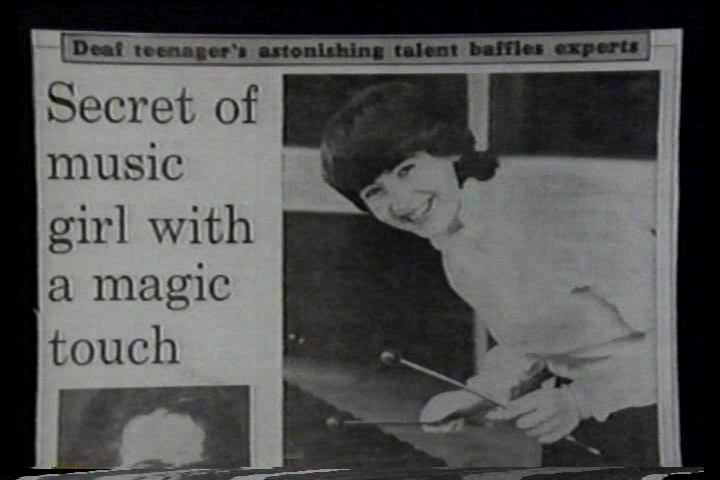 Deaf teenager's astonishing talent baffles experts
Secret of
music
girl with
a magic
touch